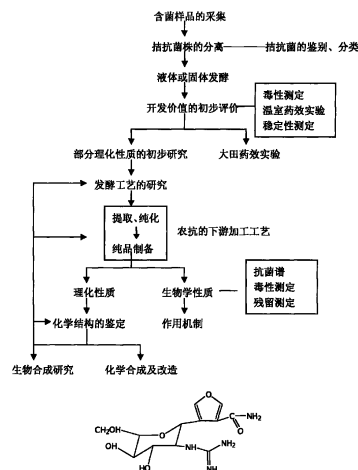 含菌样品的采集
拮抗菌株的分离
拮抗菌的鉴别、分类
液体或固体发酵
开发价值的初步评价
毒性测定
温室药效实验
稳定性测定
部分理化性质的初步研究
大田药效实验
发酵工艺的研究
提取、纯化
纯品制备
农抗的下游加工工艺
理化性质
生物学性质
抗菌谱
毒性测定
残留测定
化学结构的鉴定
作用机制
生物合成研究
化学合成及改造
O
C
NH₂
O
CH₂OH
O
OH
HO
N
NH₂
NH